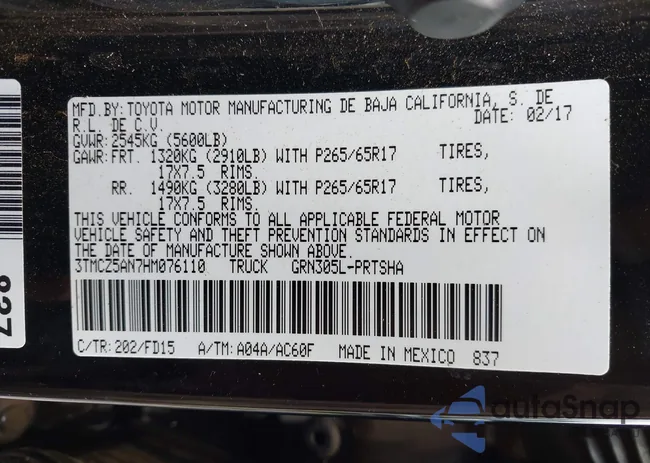 MFD.BY: TOYOTA MOTOR MANUFACTURING DE BAJA CALIFORNIA, S. DE
R.L. DE C.V. DATE: 02/17
GVWR: 2545KG (5600LB)
GAWR: FRT. 1320KG (2910LB) WITH P265/65R17 TIRES,
17X7.5 RIMS.
RR. 1490KG (3280LB) WITH P265/65R17 TIRES,
17X7.5 RIMS.
THIS VEHICLE CONFORMS TO ALL APPLICABLE FEDERAL MOTOR
VEHICLE SAFETY AND THEFT PREVENTION STANDARDS IN EFFECT ON
THE DATE OF MANUFACTURE SHOWN ABOVE.
3TMCZ5AN7HM076110 TRUCK GRN305L-PRTSHA
C/TR: 202/FD15 A/TM: A04A/AC60F MADE IN MEXICO 837
837
autoSnap